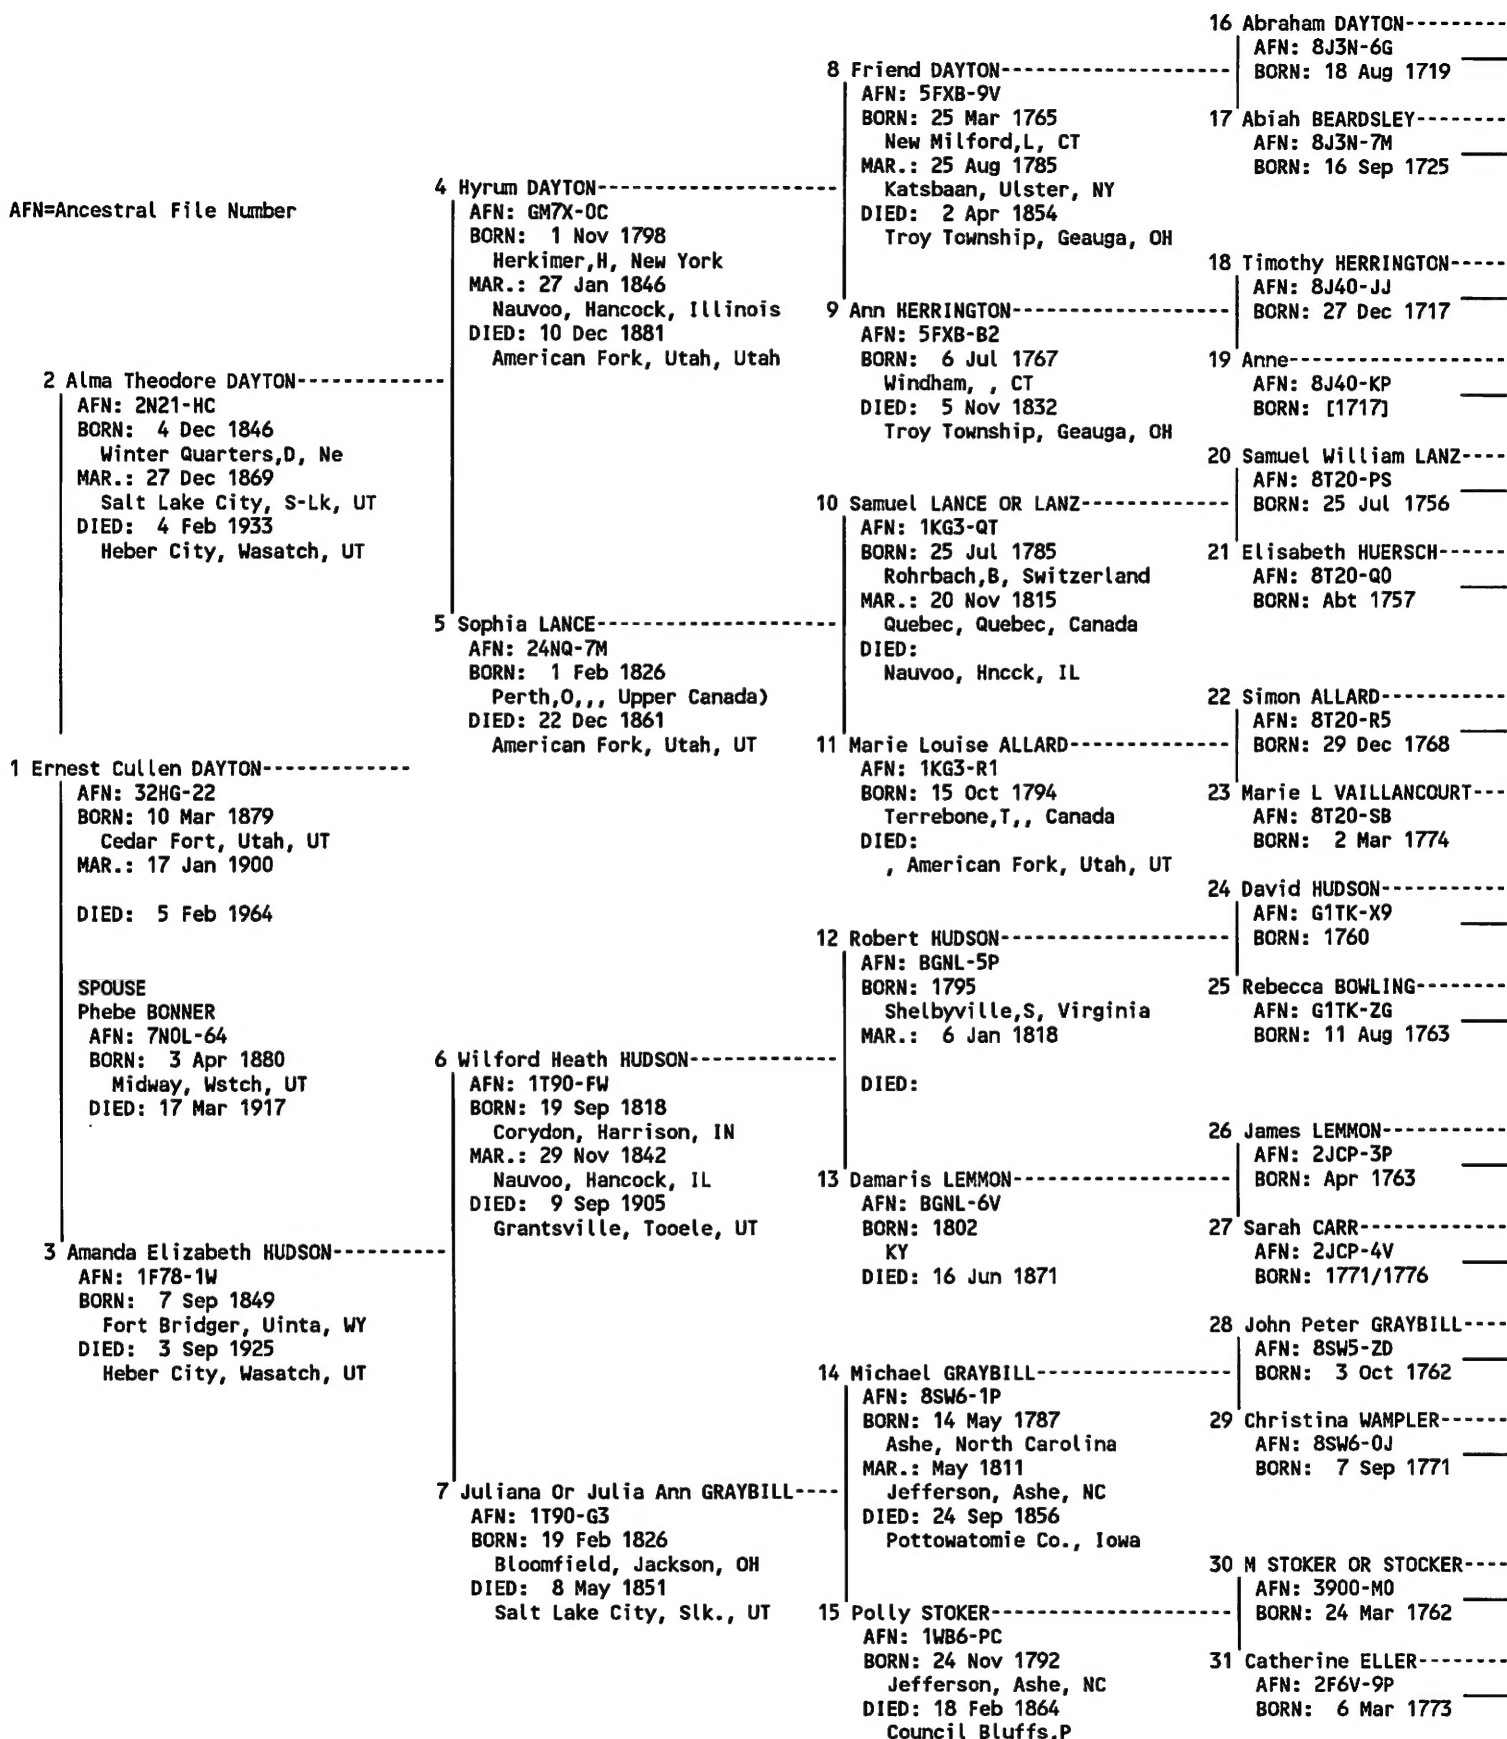 AFN=Ancestral File Number
1 Ernest Cullen DAYTON-------------
AFN: 32HG-22
BORN: 10 Mar 1879
Cedar Fort, Utah, UT
MAR.: 17 Jan 1900
DIED: 5 Feb 1964
SPOUSE
Phebe BONNER
AFN: 7N0L-64
BORN: 3 Apr 1880
Midway, Wstch, UT
DIED: 17 Mar 1917
2 Alma Theodore DAYTON-------------
AFN: 2N21-HC
BORN: 4 Dec 1846
Winter Quarters,D, Ne
MAR.: 27 Dec 1869
Salt Lake City, S-Lk, UT
DIED: 4 Feb 1933
Heber City, Wasatch, UT
3 Amanda Elizabeth HUDSON----------
AFN: 1F78-1W
BORN: 7 Sep 1849
Fort Bridger, Uinta, WY
DIED: 3 Sep 1925
Heber City, Wasatch, UT
4 Hyrum DAYTON---------------------
AFN: GM7X-0C
BORN: 1 Nov 1798
Herkimer,H, New York
MAR.: 27 Jan 1846
Nauvoo, Hancock, Illinois
DIED: 10 Dec 1881
American Fork, Utah, Utah
5 Sophia LANCE---------------------
AFN: 24NQ-7M
BORN: 1 Feb 1826
Perth,O,,, Upper Canada)
DIED: 22 Dec 1861
American Fork, Utah, UT
6 Wilford Heath HUDSON-------------
AFN: 1T90-FW
BORN: 19 Sep 1818
Corydon, Harrison, IN
MAR.: 29 Nov 1842
Nauvoo, Hancock, IL
DIED: 9 Sep 1905
Grantsville, Tooele, UT
7 Juliana Or Julia Ann GRAYBILL----
AFN: 1T90-G3
BORN: 19 Feb 1826
Bloomfield, Jackson, OH
DIED: 8 May 1851
Salt Lake City, Slk., UT
8 Friend DAYTON--------------------
AFN: 5FXB-9V
BORN: 25 Mar 1765
New Milford,L, CT
MAR.: 25 Aug 1785
Katsbaan, Ulster, NY
DIED: 2 Apr 1854
Troy Township, Geauga, OH
9 Ann HERRINGTON-------------------
AFN: 5FXB-B2
BORN: 6 Jul 1767
Windham, , CT
DIED: 5 Nov 1832
Troy Township, Geauga, OH
10 Samuel LANCE OR LANZ-------------
AFN: 1KG3-QT
BORN: 25 Jul 1785
Rohrbach,B, Switzerland
MAR.: 20 Nov 1815
Quebec, Quebec, Canada
DIED:
Nauvoo, Hncck, IL
11 Marie Louise ALLARD--------------
AFN: 1KG3-R1
BORN: 15 Oct 1794
Terrebone,T,, Canada
DIED:
, American Fork, Utah, UT
12 Robert HUDSON--------------------
AFN: BGNL-5P
BORN: 1795
Shelbyville,S, Virginia
MAR.: 6 Jan 1818
DIED:
13 Damaris LEMMON-------------------
AFN: BGNL-6V
BORN: 1802
KY
DIED: 16 Jun 1871
14 Michael GRAYBILL-----------------
AFN: 8SW6-1P
BORN: 14 May 1787
Ashe, North Carolina
MAR.: May 1811
Jefferson, Ashe, NC
DIED: 24 Sep 1856
Pottowatomie Co., Iowa
15 Polly STOKER---------------------
AFN: 1WB6-PC
BORN: 24 Nov 1792
Jefferson, Ashe, NC
DIED: 18 Feb 1864
Council Bluffs,P
16 Abraham DAYTON---------
AFN: 8J3N-6G
BORN: 18 Aug 1719
17 Abiah BEARDSLEY--------
AFN: 8J3N-7M
BORN: 16 Sep 1725
18 Timothy HERRINGTON-----
AFN: 8J40-JJ
BORN: 27 Dec 1717
19 Anne-------------------
AFN: 8J40-KP
BORN: [1717]
20 Samuel William LANZ----
AFN: 8T20-PS
BORN: 25 Jul 1756
21 Elisabeth HUERSCH------
AFN: 8T20-Q0
BORN: Abt 1757
22 Simon ALLARD-----------
AFN: 8T20-R5
BORN: 29 Dec 1768
23 Marie L VAILLANCOURT---
AFN: 8T20-SB
BORN: 2 Mar 1774
24 David HUDSON-----------
AFN: G1TK-X9
BORN: 1760
25 Rebecca BOWLING--------
AFN: G1TK-ZG
BORN: 11 Aug 1763
26 James LEMMON-----------
AFN: 2JCP-3P
BORN: Apr 1763
27 Sarah CARR-------------
AFN: 2JCP-4V
BORN: 1771/1776
28 John Peter GRAYBILL----
AFN: 8SW5-ZD
BORN: 3 Oct 1762
29 Christina WAMPLER------
AFN: 8SW6-0J
BORN: 7 Sep 1771
30 M STOKER OR STOCKER----
AFN: 3900-M0
BORN: 24 Mar 1762
31 Catherine ELLER--------
AFN: 2F6V-9P
BORN: 6 Mar 1773